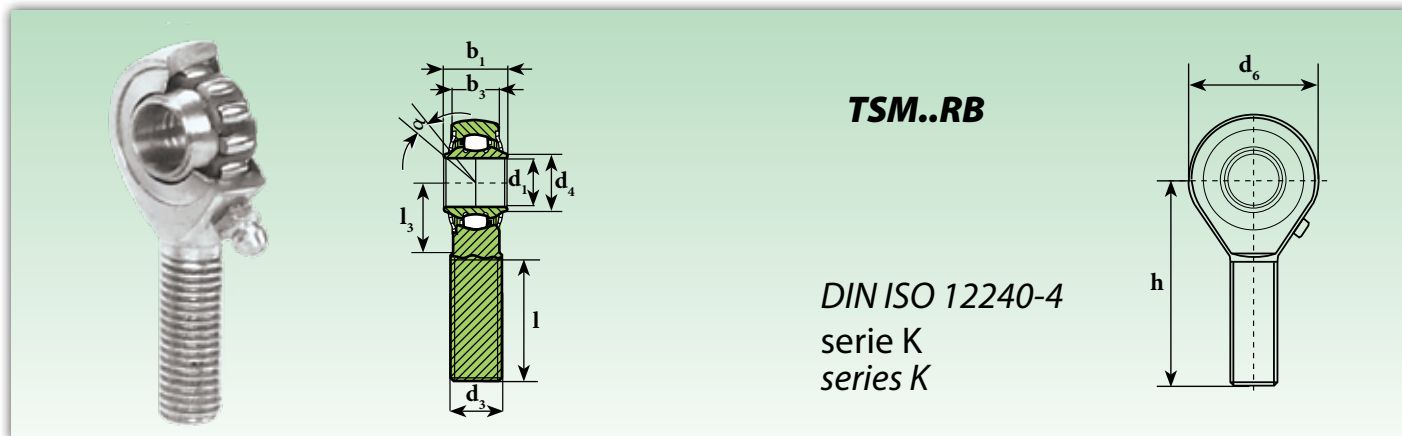 b₁
b₃
α
d₁
d₄
l₃
l
d₃
TSM..RB
DIN ISO 12240-4
serie K
series K
d₆
h